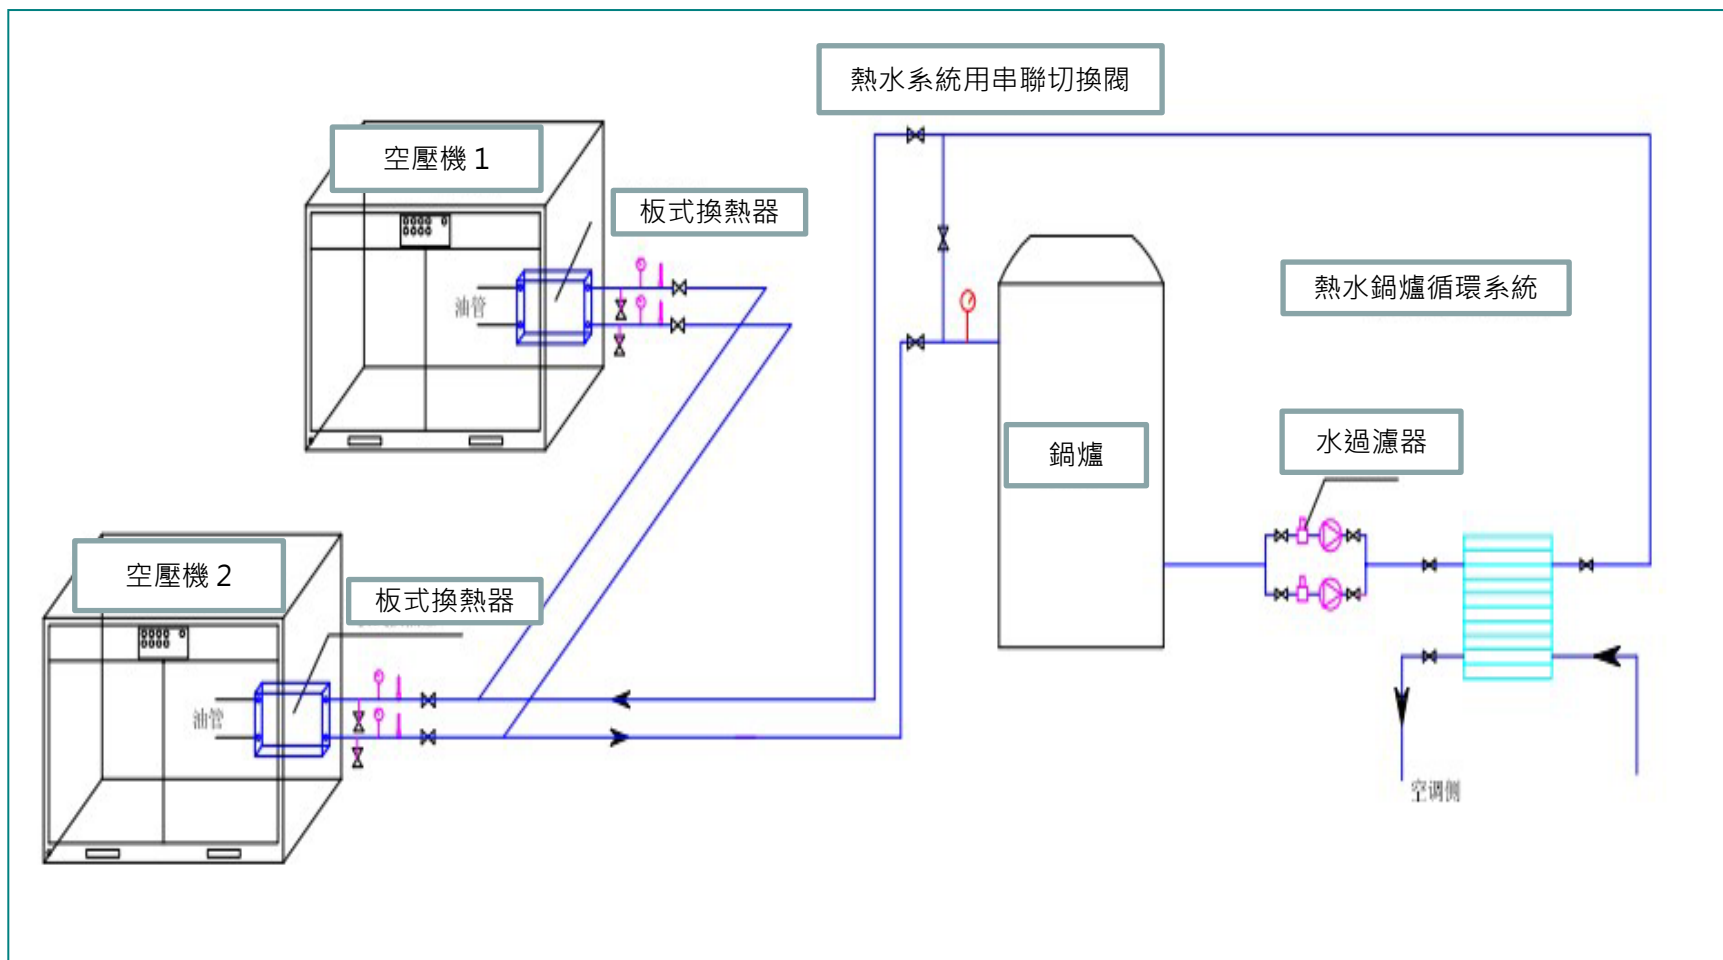 熱水系統用串聯切換閥
空壓機1
板式換熱器
油管
熱水鍋爐循環系統
鍋爐
水過濾器
空壓機2
板式換熱器
油管
空调侧